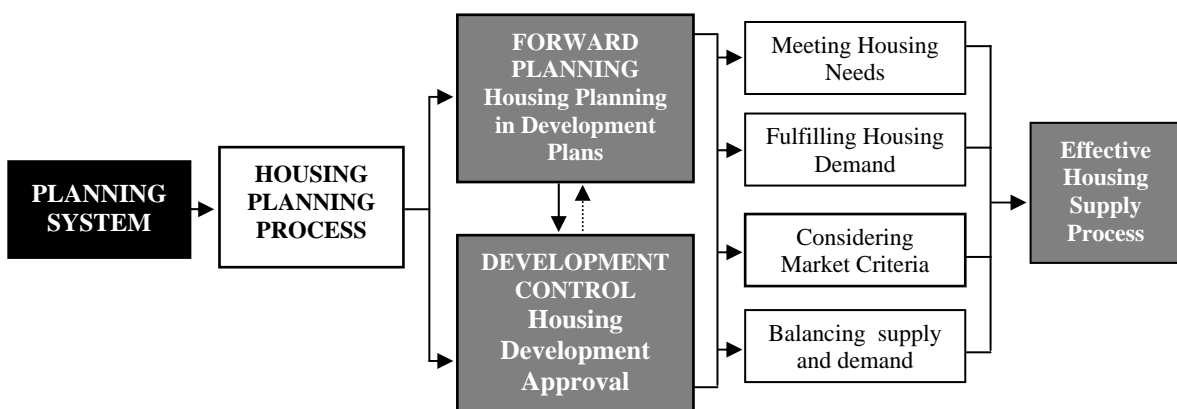 PLANNING
SYSTEM
HOUSING
PLANNING
PROCESS
FORWARD
PLANNING
Housing Planning
in Development
Plans
DEVELOPMENT
CONTROL
Housing
Development
Approval
Meeting Housing
Needs
Fulfilling Housing
Demand
Considering
Market Criteria
Balancing supply
and demand
Effective
Housing
Supply
Process